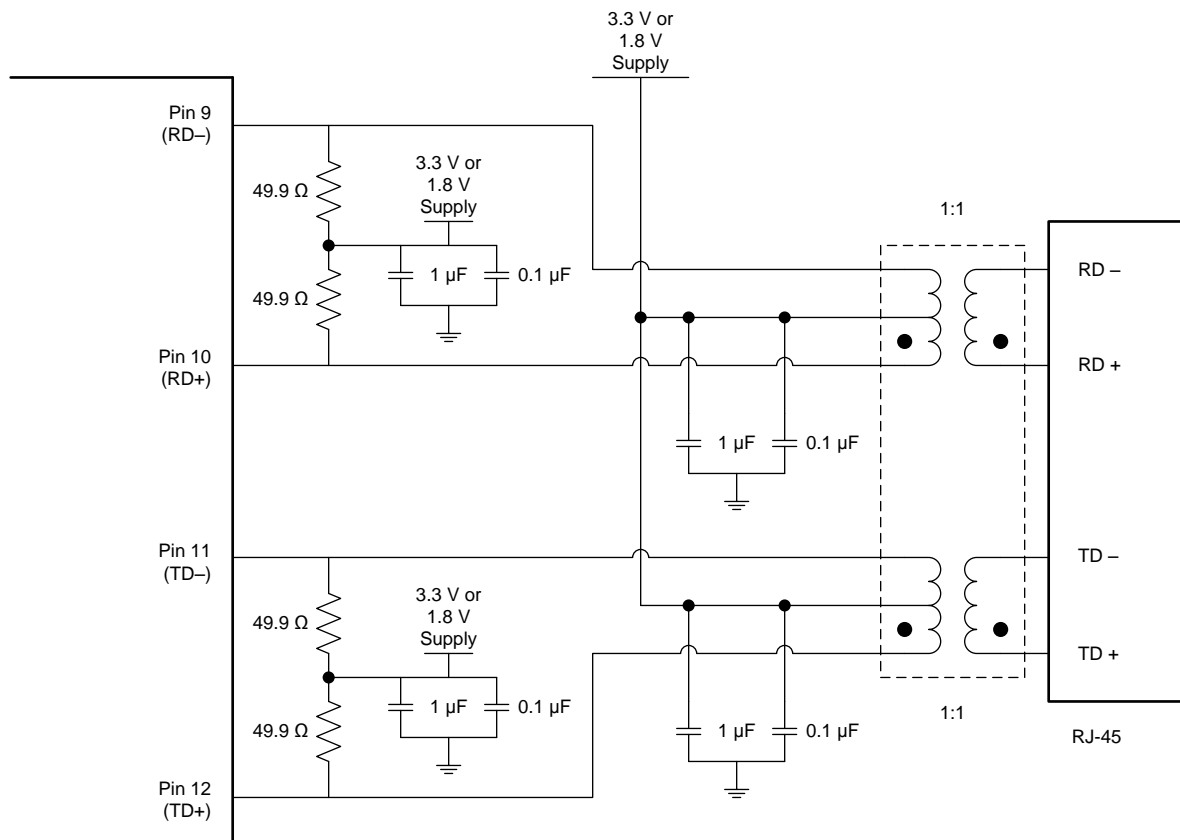 3.3 V or
1.8 V
Supply
Pin 9
(RD–)
49.9 Ω
3.3 V or
1.8 V
Supply
1 µF
0.1 µF
49.9 Ω
Pin 10
(RD+)
1:1
RD –
RD +
1 µF
0.1 µF
Pin 11
(TD–)
49.9 Ω
3.3 V or
1.8 V
Supply
1 µF
0.1 µF
49.9 Ω
Pin 12
(TD+)
1 µF
0.1 µF
TD –
TD +
1:1
RJ-45